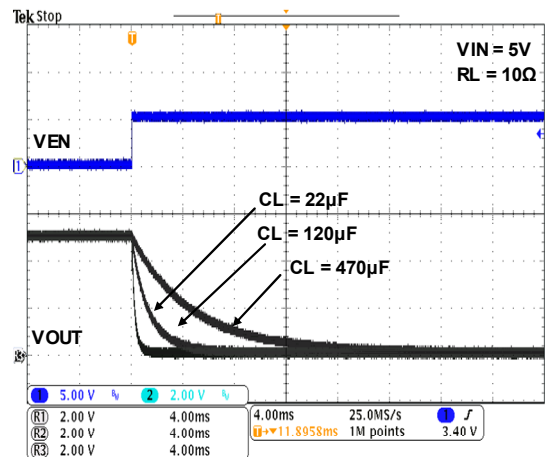 Tek Stop
T
T
VIN = 5V
RL = 10Ω
VEN
1
CL = 22µF
CL = 120µF
CL = 470µF
VOUT
1 5.00 V 2 2.00 V
R1 2.00 V 4.00ms
R2 2.00 V 4.00ms
R3 2.00 V 4.00ms
4.00ms 25.0MS/s 1
T→▼11.8958ms 1M points 3.40 V